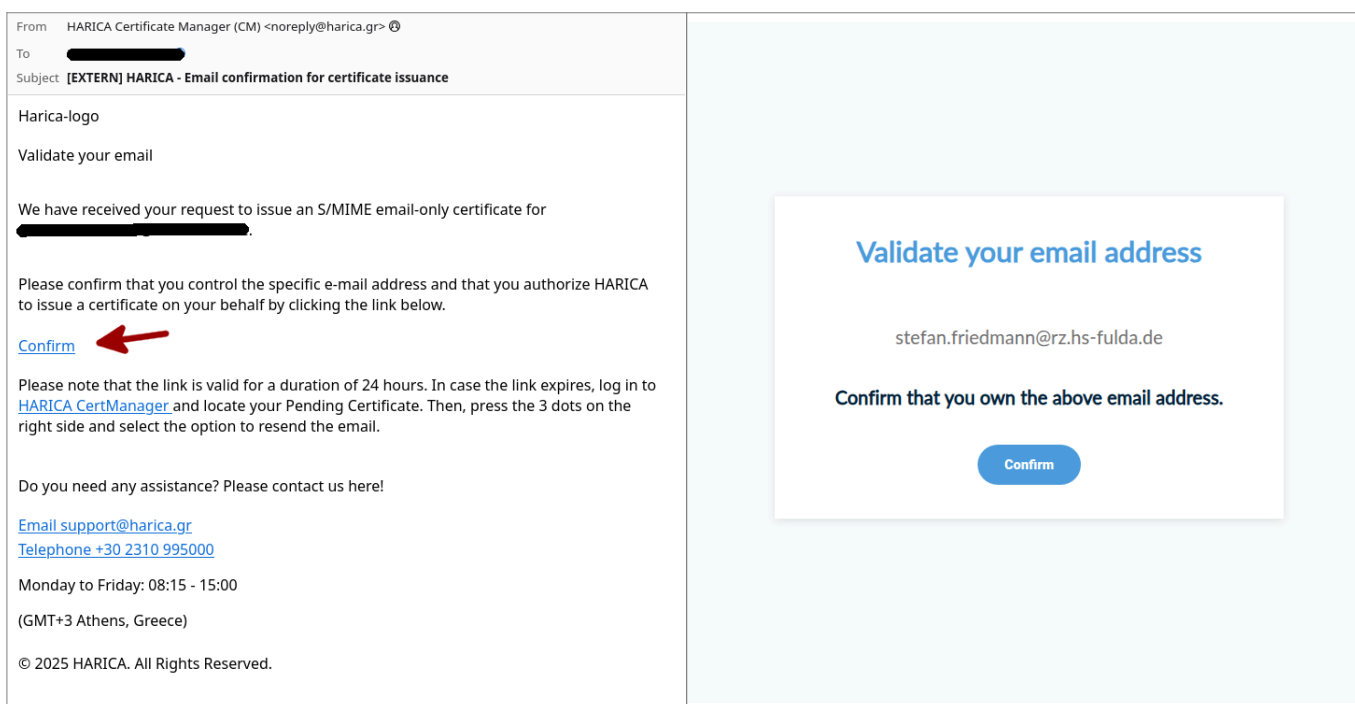 From HARICA Certificate Manager (CM) <noreply@harica.gr>
To
Subject [EXTERN] HARICA - Email confirmation for certificate issuance
Harica-logo
Validate your email
We have received your request to issue an S/MIME email-only certificate for
.
Please confirm that you control the specific e-mail address and that you authorize HARICA
to issue a certificate on your behalf by clicking the link below.
Confirm
Please note that the link is valid for a duration of 24 hours. In case the link expires, log in to
HARICA CertManager and locate your Pending Certificate. Then, press the 3 dots on the
right side and select the option to resend the email.
Do you need any assistance? Please contact us here!
Email support@harica.gr
Telephone +30 2310 995000
Monday to Friday: 08:15 - 15:00
(GMT+3 Athens, Greece)
© 2025 HARICA. All Rights Reserved.
Validate your email address
stefan.friedmann@rz.hs-fulda.de
Confirm that you own the above email address.
Confirm